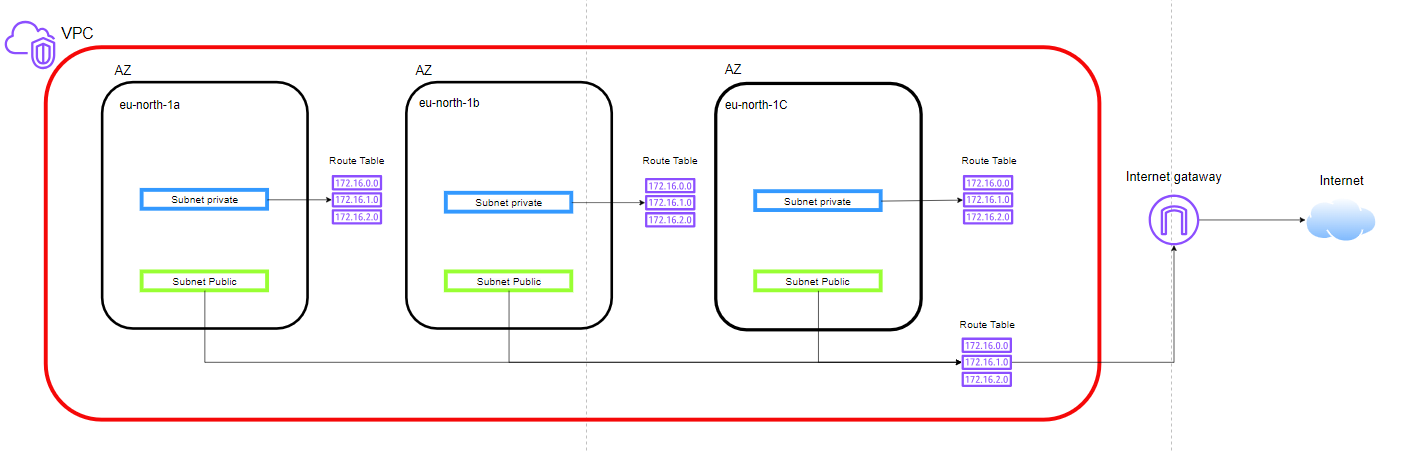 VPC
AZ
AZ
AZ
eu-north-1a
eu-north-1b
eu-north-1C
Route Table
172.16.0.0
172.16.1.0
172.16.2.0
Route Table
172.16.0.0
172.16.1.0
172.16.2.0
Route Table
172.16.0.0
172.16.1.0
172.16.2.0
Internet gataway
Internet
Subnet private
Subnet private
Subnet private
Subnet Public
Subnet Public
Subnet Public
Route Table
172.16.0.0
172.16.1.0
172.16.2.0